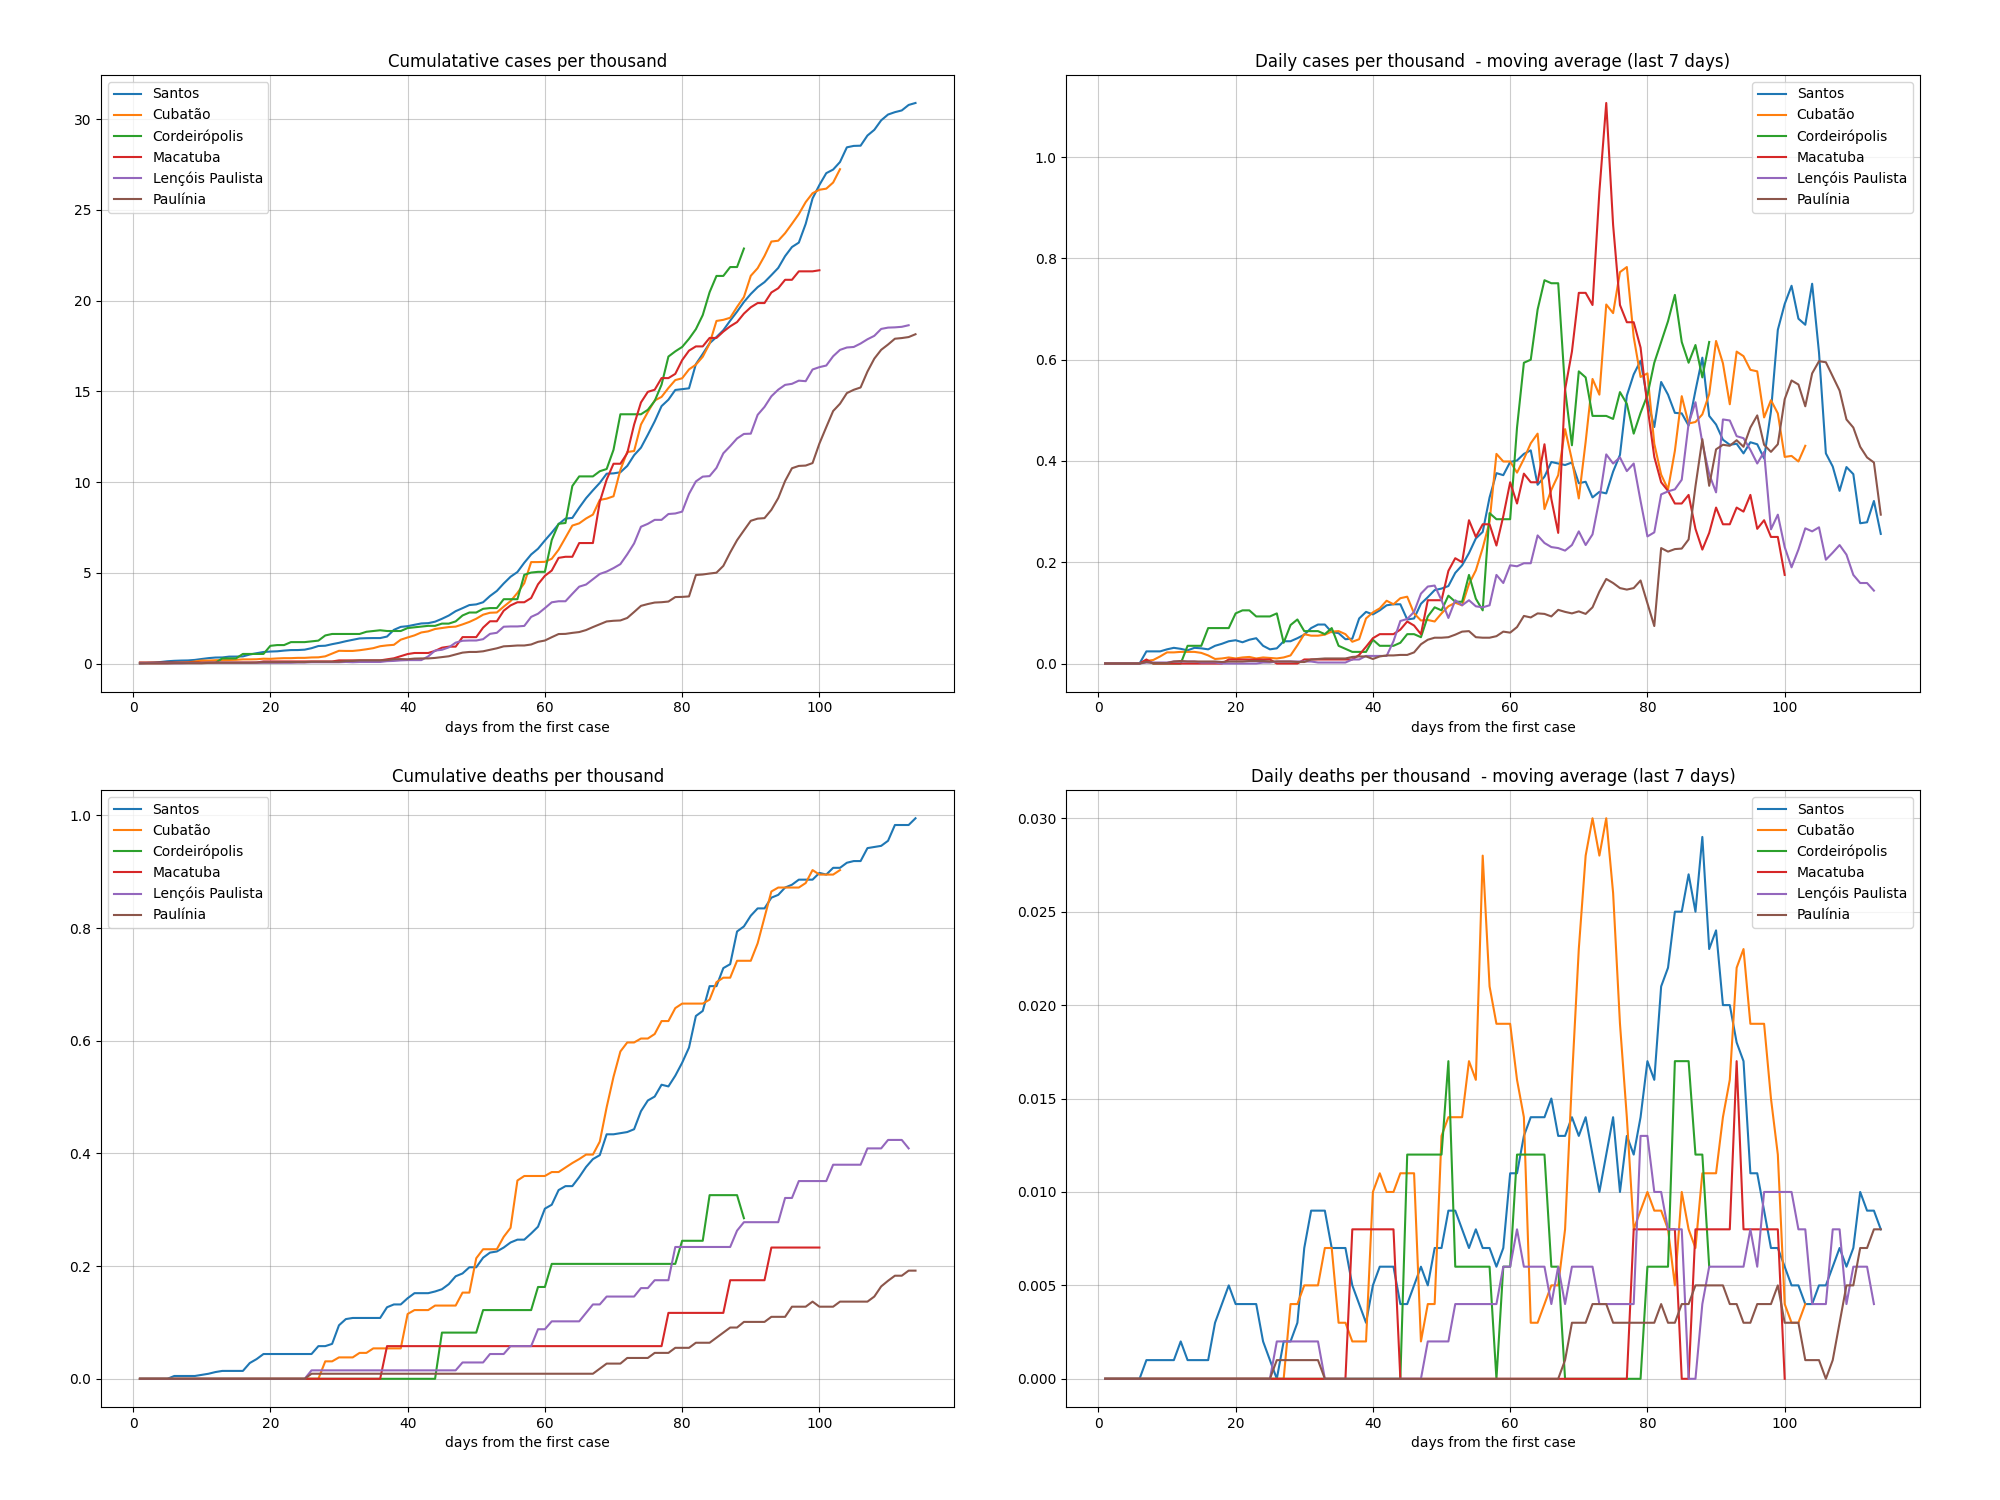 Cumulatative cases per thousand
Santos
Cubatão
Cordeirópolis
Macatuba
Lençóis Paulista
Paulínia
30
25
20
15
10
5
0
0 20 40 60 80 100
days from the first case
Daily cases per thousand  - moving average (last 7 days)
Santos
Cubatão
Cordeirópolis
Macatuba
Lençóis Paulista
Paulínia
1.0
0.8
0.6
0.4
0.2
0.0
0 20 40 60 80 100
days from the first case
Cumulative deaths per thousand
Santos
Cubatão
Cordeirópolis
Macatuba
Lençóis Paulista
Paulínia
1.0
0.8
0.6
0.4
0.2
0.0
0 20 40 60 80 100
days from the first case
Daily deaths per thousand  - moving average (last 7 days)
Santos
Cubatão
Cordeirópolis
Macatuba
Lençóis Paulista
Paulínia
0.030
0.025
0.020
0.015
0.010
0.005
0.000
0 20 40 60 80 100
days from the first case